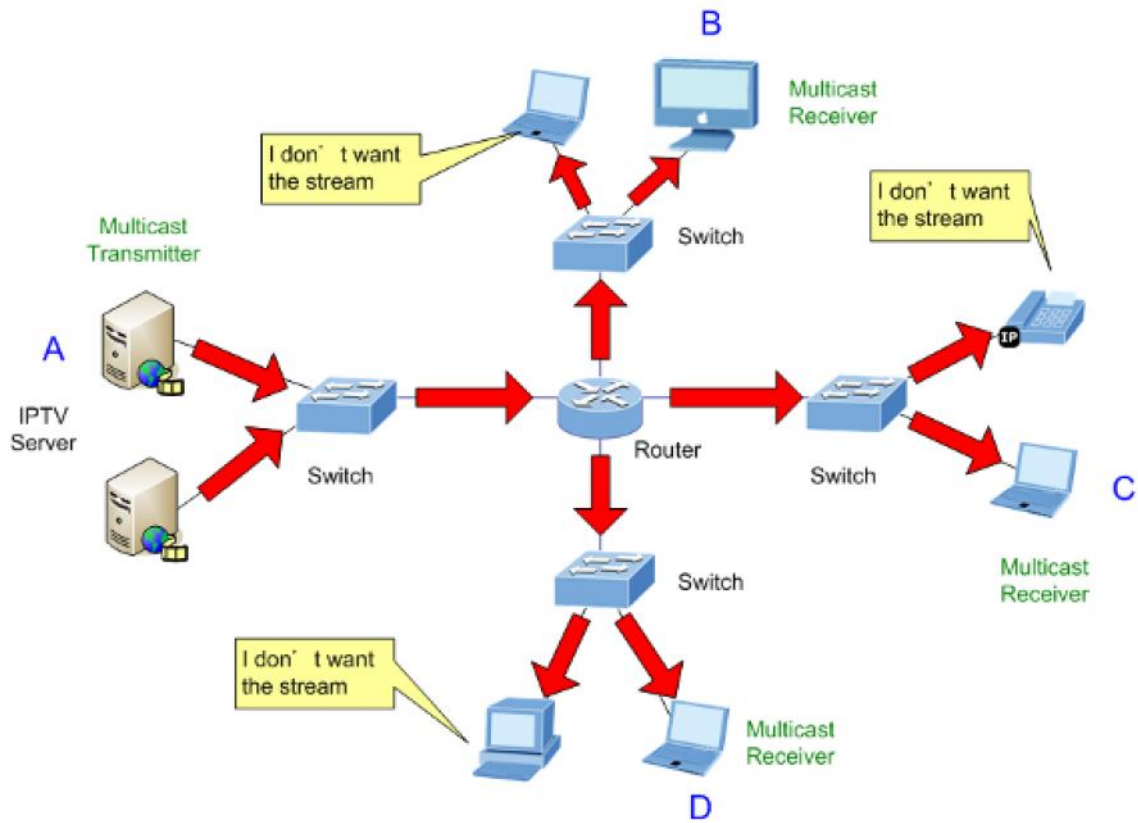 B
Multicast
Receiver
I don’t want
the stream
I don’t want
the stream
Switch
Multicast
Transmitter
A
IP
IPTV
Server
Router
Switch
Switch
C
Switch
Multicast
Receiver
I don’t want
the stream
Multicast
Receiver
D